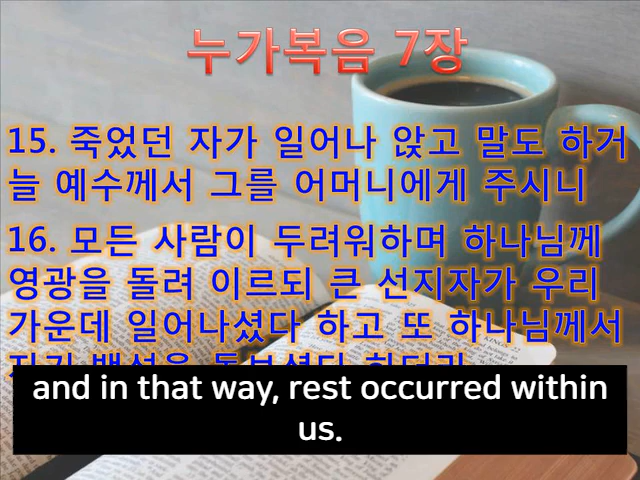 누가복음 7장
15. 죽었던 자가 일어나 앉고 말도 하거
늘 예수께서 그를 어머니에게 주시니
16. 모든 사람이 두려워하며 하나님께
영광을 돌려 이르되 큰 선지자가 우리
가운데 일어나셨다 하고 또 하나님께서
and in that way, rest occurred within
us.